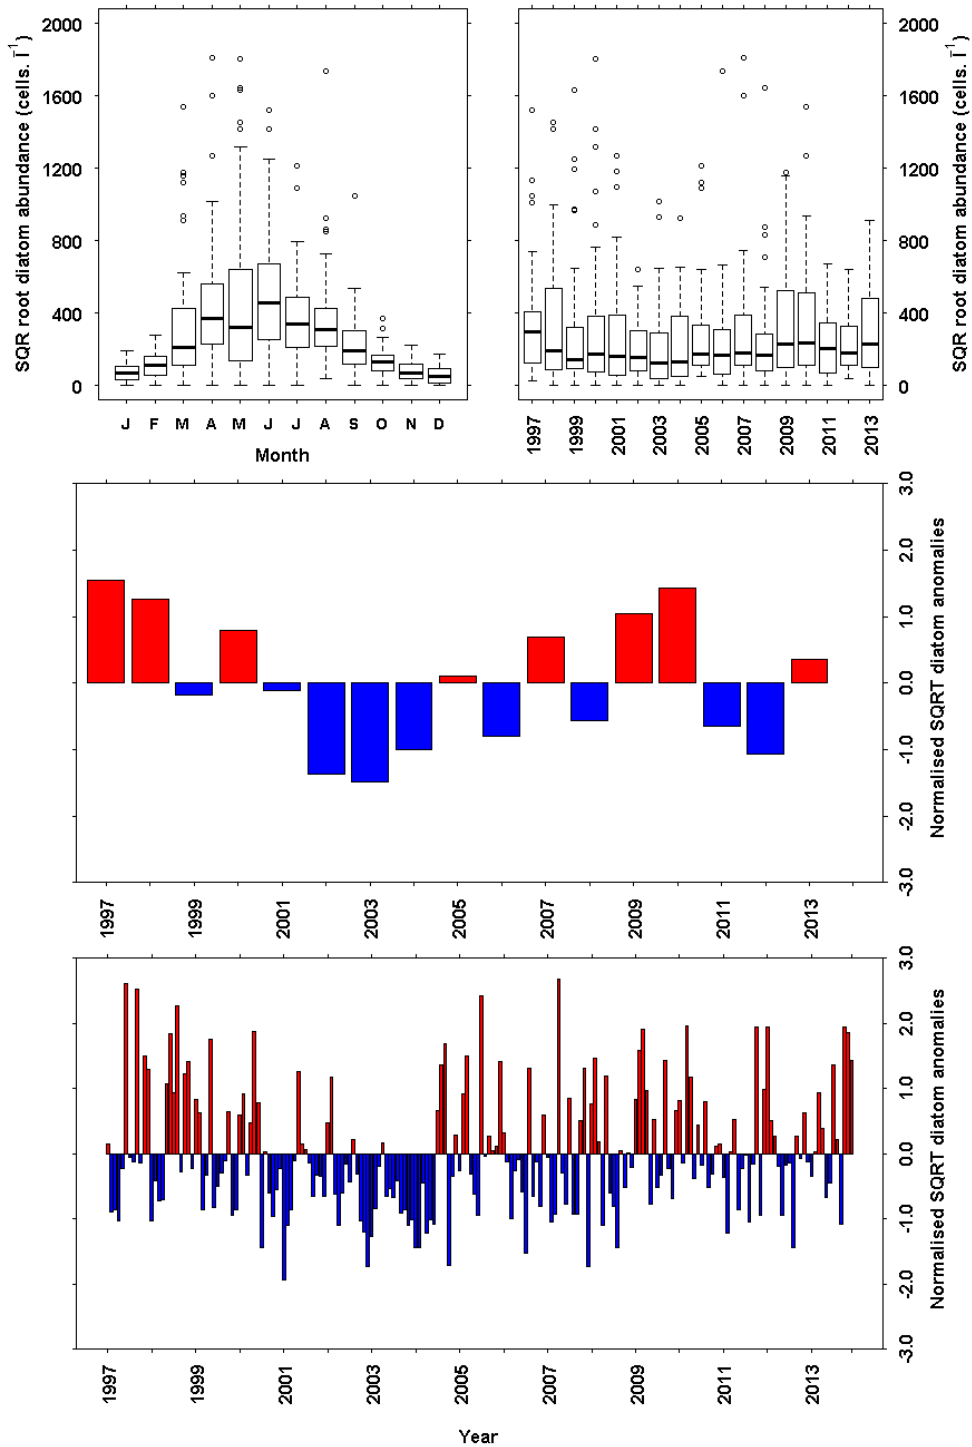 SQR root diatom abundance (cells. l⁻¹)
2000
1600
1200
800
400
0
J F M A M J J A S O N D
Month
1997 1999 2001 2003 2005 2007 2009 2011 2013
2000
1600
1200
800
400
0
SQR root diatom abundance (cells. l⁻¹)
3.0
2.0
1.0
0.0
-1.0
-2.0
-3.0
Normalised SQRT diatom anomalies
1997 1999 2001 2003 2005 2007 2009 2011 2013
3.0
2.0
1.0
0.0
-1.0
-2.0
-3.0
Normalised SQRT diatom anomalies
1997 1999 2001 2003 2005 2007 2009 2011 2013
Year